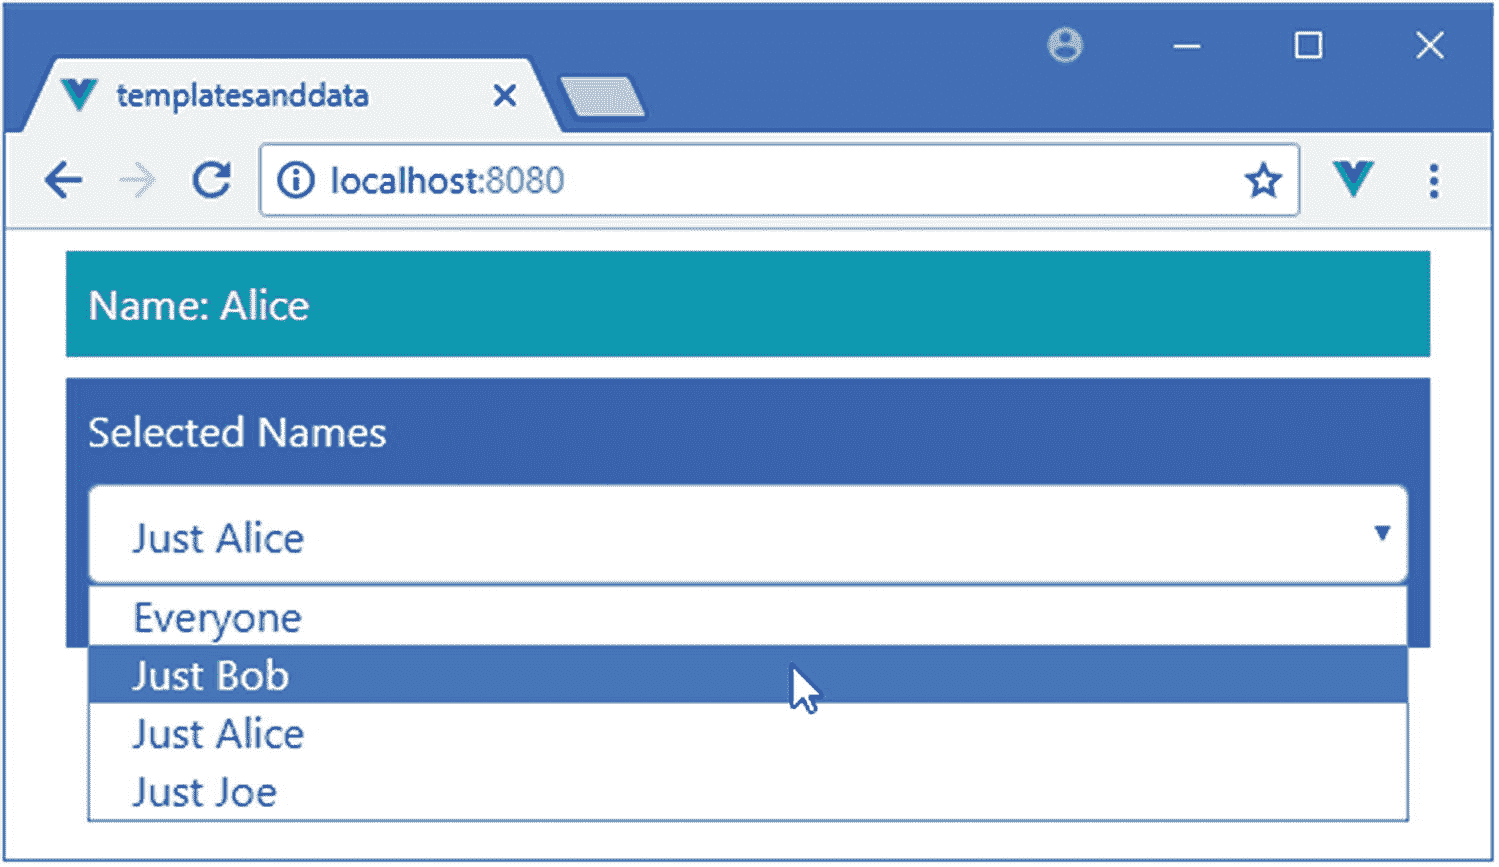 templatesanddata
localhost:8080
Name: Alice
Selected Names
Just Alice
Everyone
Just Bob
Just Alice
Just Joe